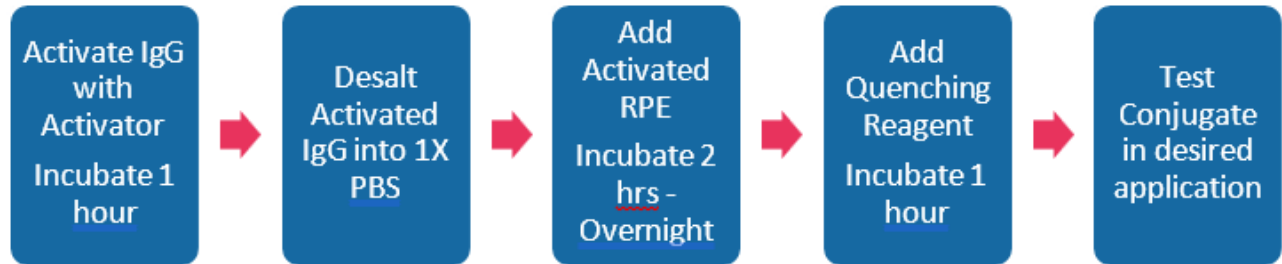 Activate IgG
with
Activator
Incubate 1
hour
Desalt
Activated
IgG into 1X
PBS
Add
Activated
RPE
Incubate 2
hrs -
Overnight
Add
Quenching
Reagent
Incubate 1
hour
Test
Conjugate
in desired
application